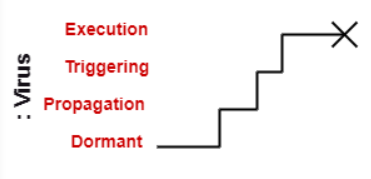 Execution
Triggering
Propagation
Dormant
: Virus